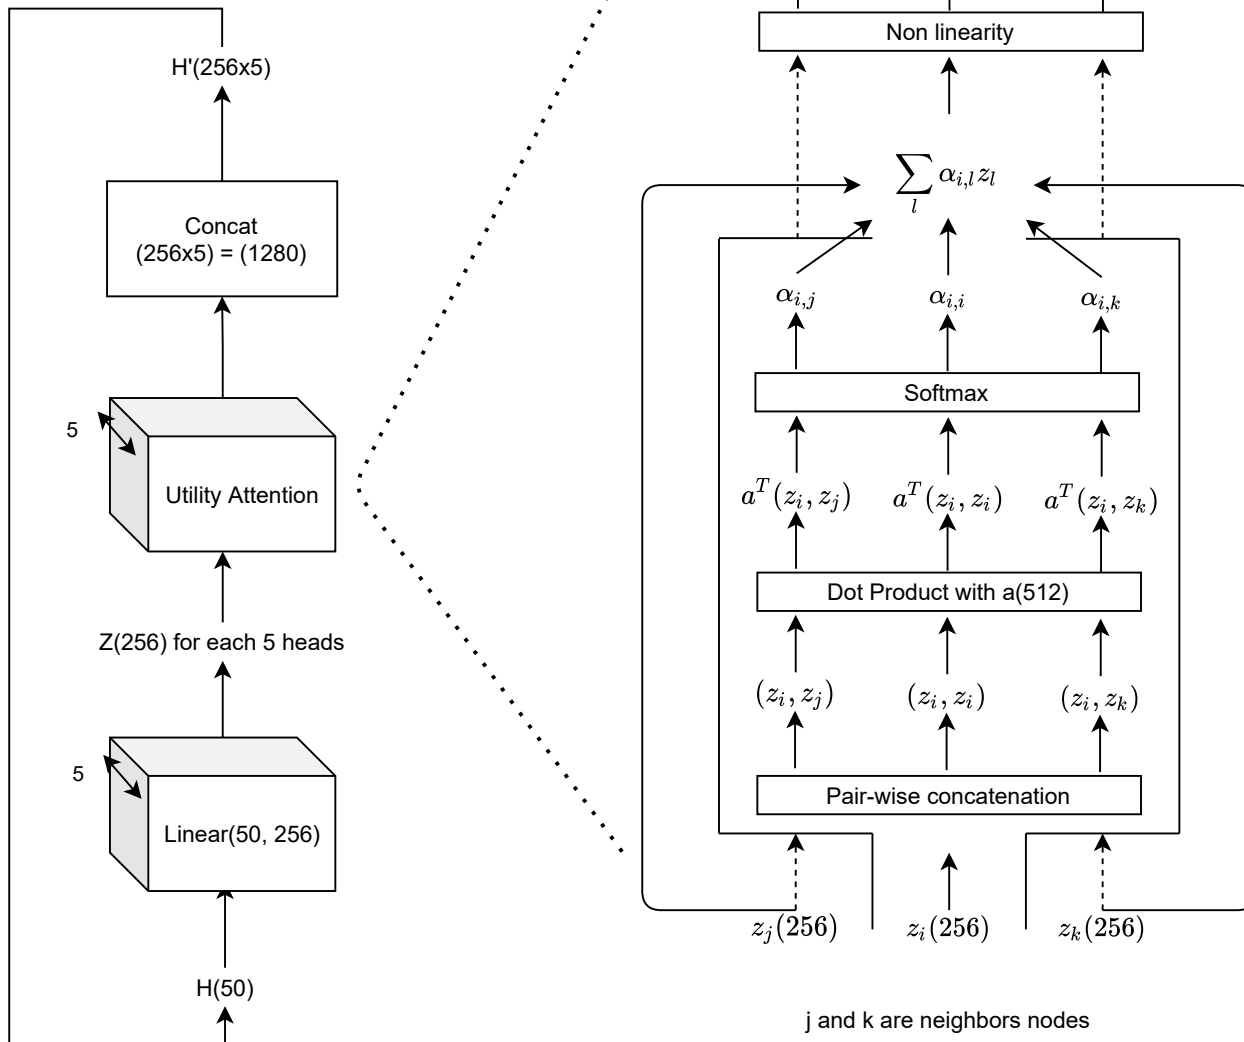 H'(256x5)
Concat
(256x5) = (1280)
5
Utility Attention
Z(256) for each 5 heads
5
Linear(50, 256)
H(50)
Non linearity
∑_l α_{i,l} z_l
α_{i,j} α_{i,i} α_{i,k}
Softmax
a^T(z_i, z_j) a^T(z_i, z_i) a^T(z_i, z_k)
Dot Product with a(512)
(z_i, z_j) (z_i, z_i) (z_i, z_k)
Pair-wise concatenation
z_j(256) z_i(256) z_k(256)
j and k are neighbors nodes